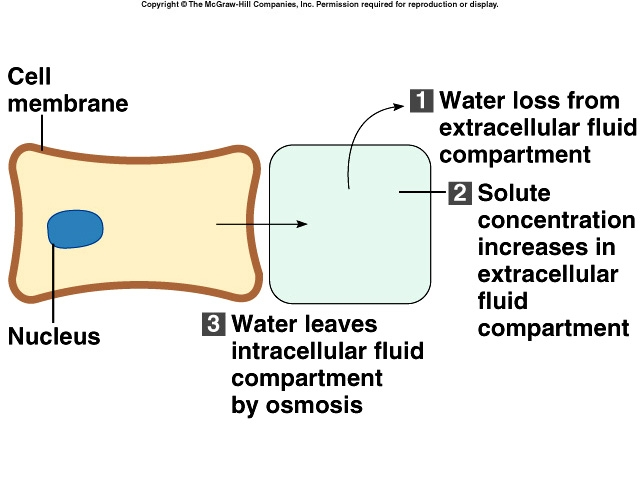 Copyright © The McGraw-Hill Companies, Inc. Permission required for reproduction or display.
Cell
membrane
1 Water loss from
extracellular fluid
compartment
2 Solute
concentration
increases in
extracellular
fluid
compartment
Nucleus
3 Water leaves
intracellular fluid
compartment
by osmosis